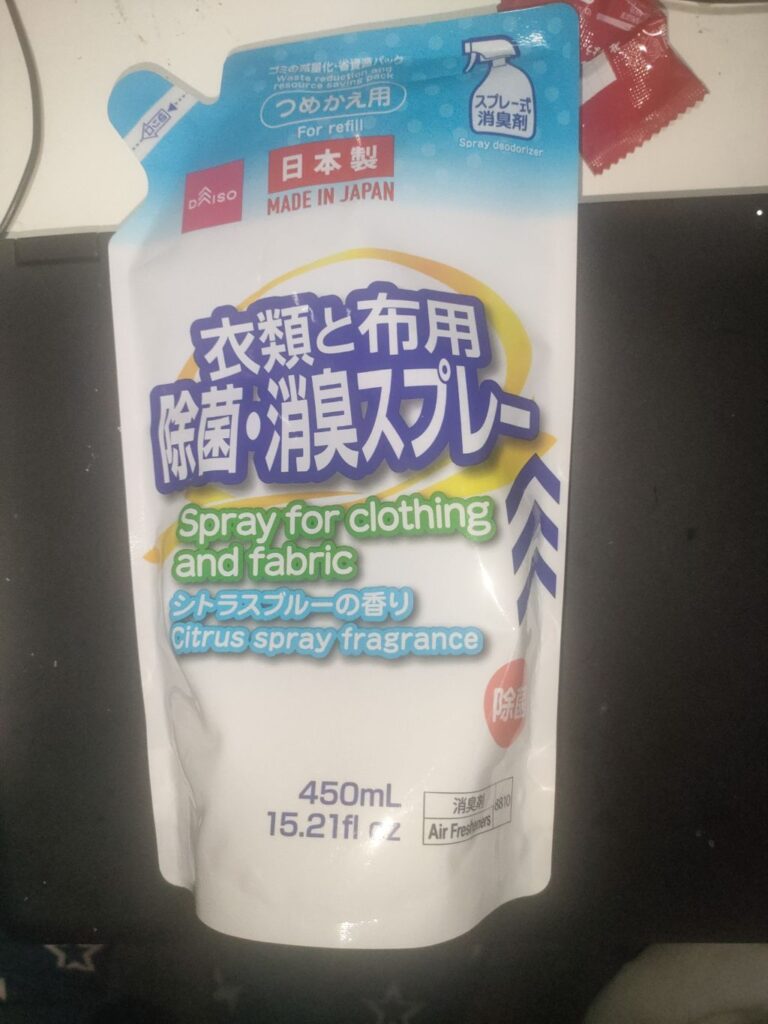 ゴミの減量化・省資源パック
Waste reduction and
resource saving pack
つめかえ用
For refill
スプレー式
消臭剤
Spray deodorizer
DAISO
日本製
MADE IN JAPAN
衣類と布用
除菌・消臭スプレー
Spray for clothing
and fabric
シトラスブルーの香り
Citrus spray fragrance
除菌
450mL
15.21fl oz
消臭剤
Air Fresheners
8810